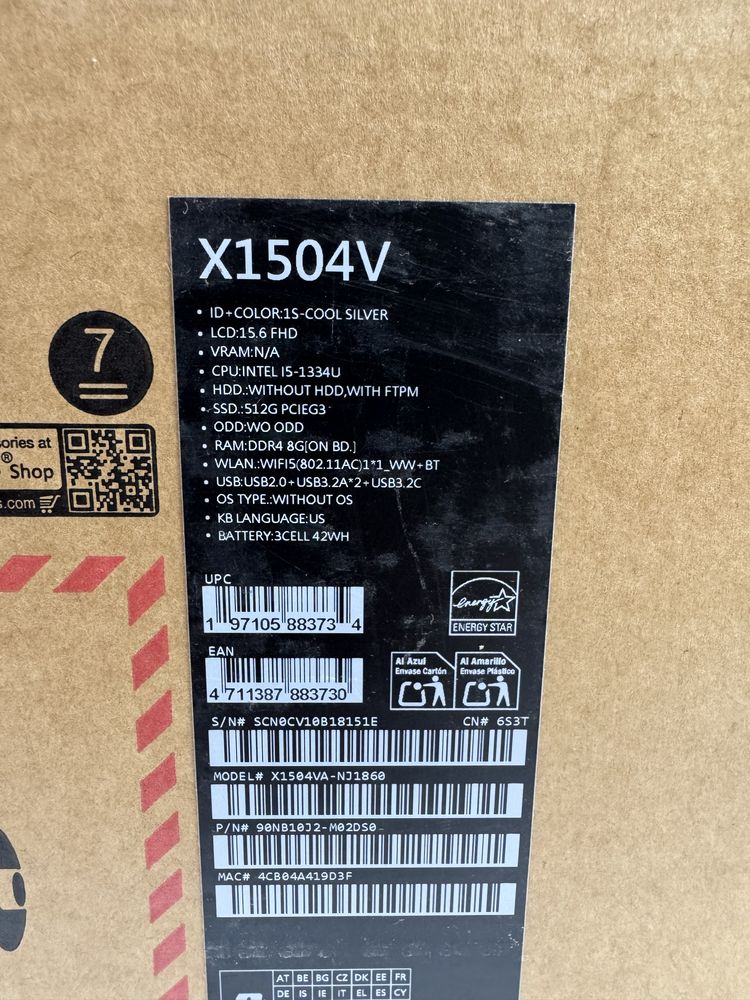 X1504V
• ID+COLOR:1S-COOL SILVER
• LCD:15.6 FHD
• VRAM:N/A
• CPU:INTEL I5-1334U
• HDD.:WITHOUT HDD,WITH FTPM
• SSD.:512G PCIEG3
• ODD:WO ODD
• RAM:DDR4 8G[ON BD.]
• WLAN.:WIFI5(802.11AC)1*1_WW+BT
• USB:USB2.0+USB3.2A*2+USB3.2C
• OS TYPE.:WITHOUT OS
• KB LANGUAGE:US
• BATTERY:3CELL 42WH
7
ories at
® Shop
s.com
UPC
1 97105 88373 4
energy
ENERGY STAR
EAN
4 711387 883730
Al Azul
Envase Cartón
Al Amarillo
Envase Plástico
S/N# SCN0CV10B18151E CN# 6S3T
MODEL# X1504VA-NJ1860
P/N# 90NB10J2-M02DS0
MAC# 4CB04A419D3F
AT BE BG CZ DK EE FR
DE IS IE IT EL ES CY